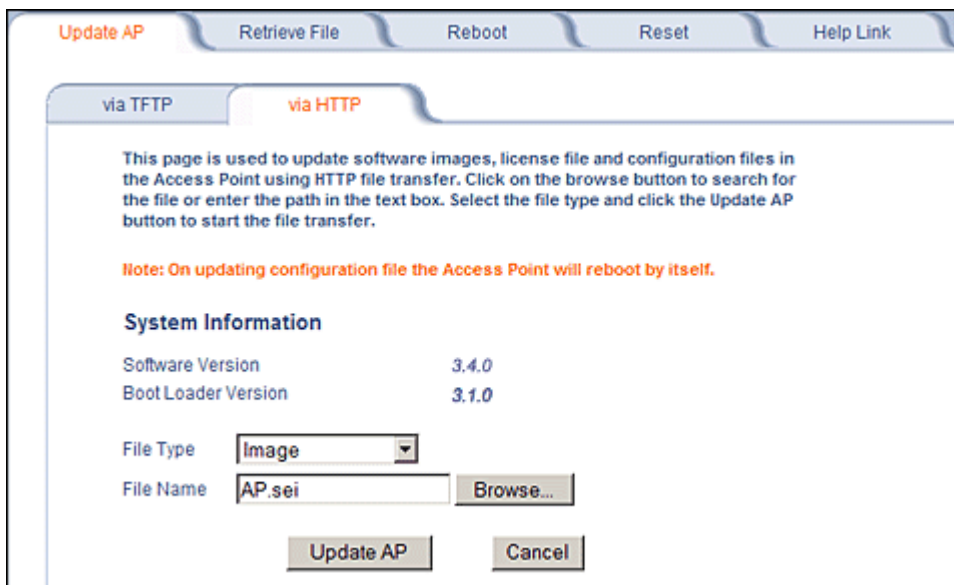 Update AP Retrieve File Reboot Reset Help Link
via TFTP via HTTP
This page is used to update software images, license file and configuration files in
the Access Point using HTTP file transfer. Click on the browse button to search for
the file or enter the path in the text box. Select the file type and click the Update AP
button to start the file transfer.
Note: On updating configuration file the Access Point will reboot by itself.
System Information
Software Version 3.4.0
Boot Loader Version 3.1.0
File Type Image
File Name AP.sei Browse...
Update AP Cancel